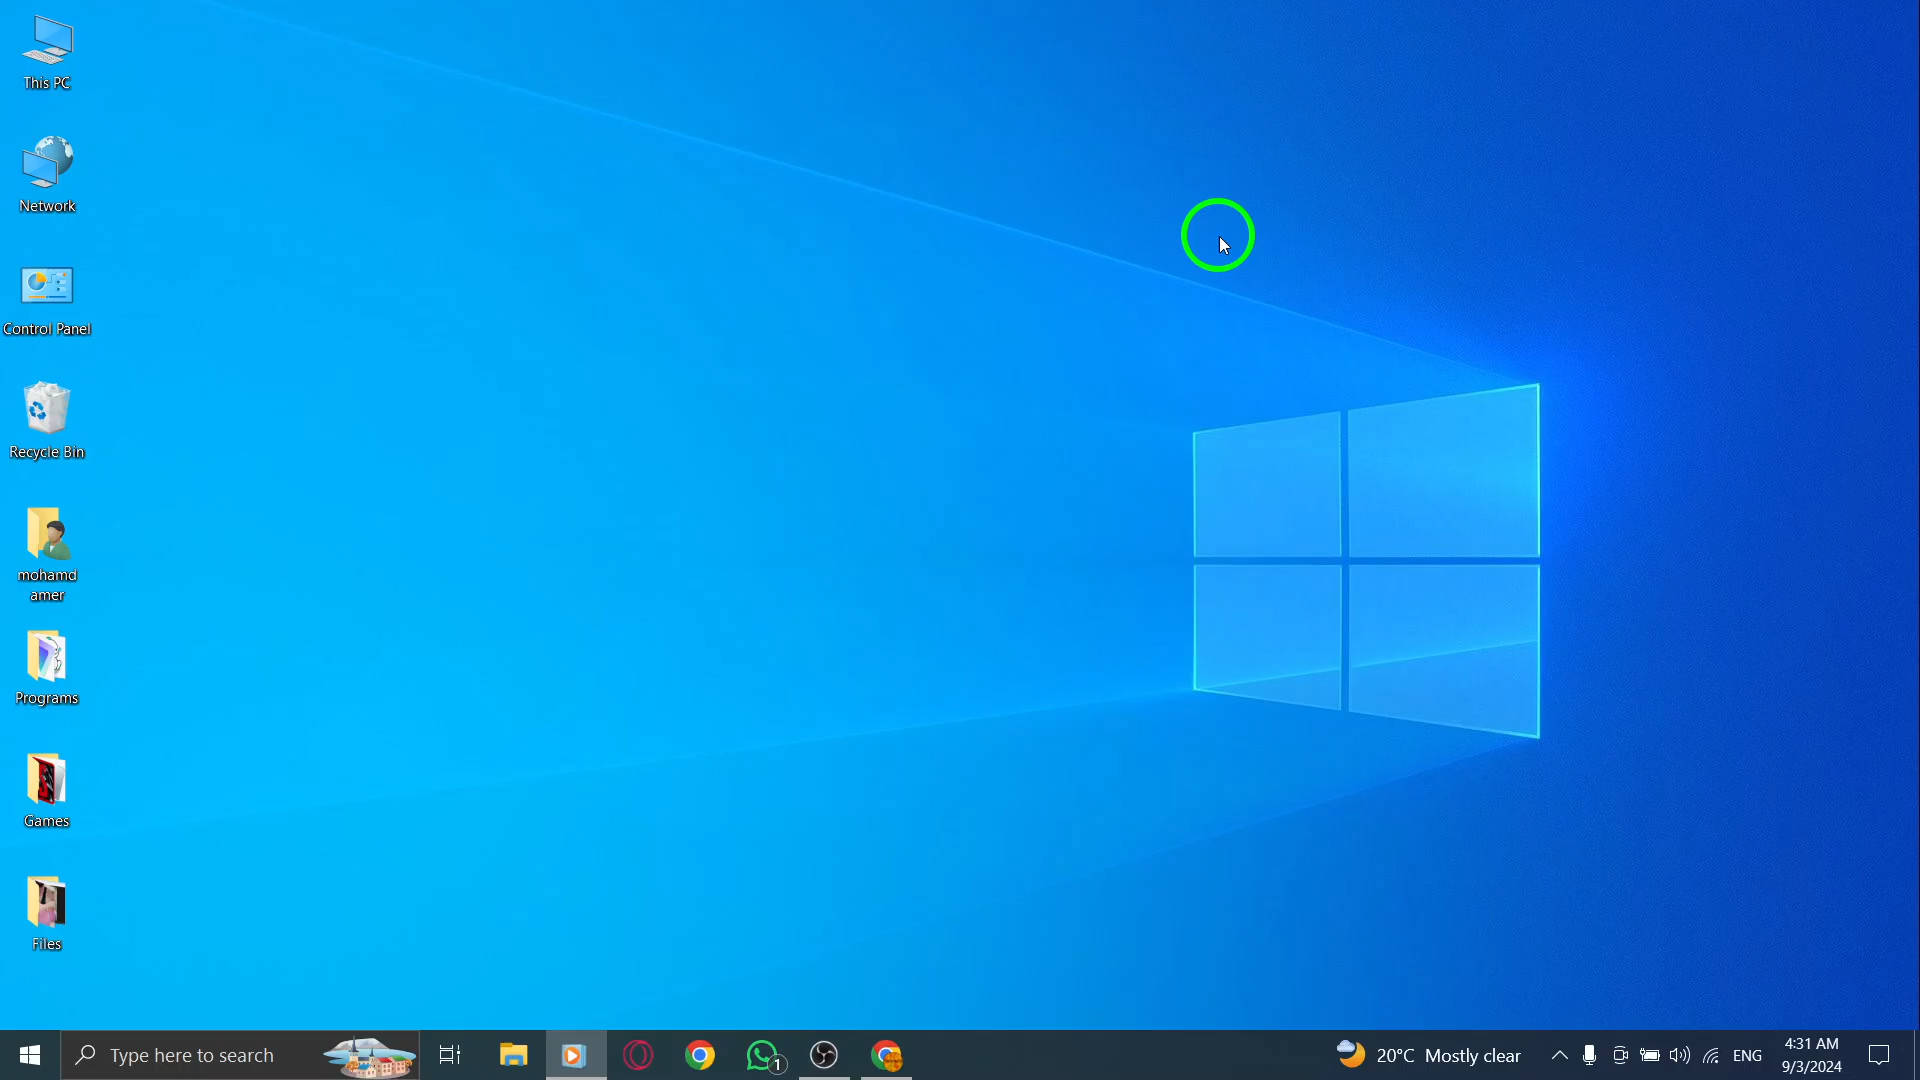 This PC
Network
Control Panel
Recycle Bin
mohamd
amer
Programs
Games
Files
Type here to search
1
20°C Mostly clear
ENG
4:31 AM
9/3/2024